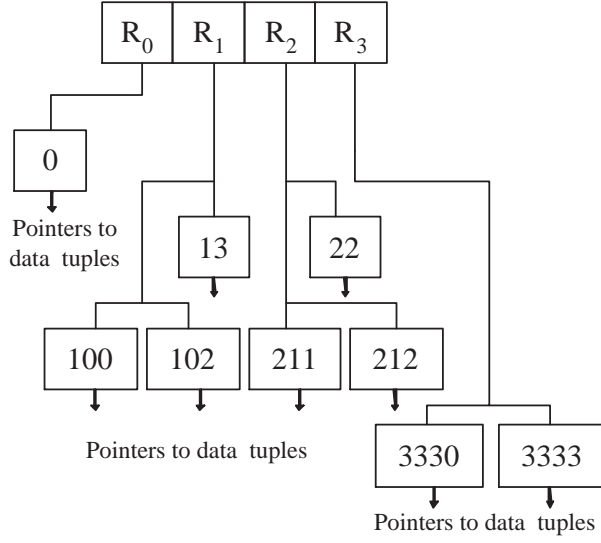 R0 R1 R2 R3
0
Pointers to
data tuples
13 22
100 102 211 212
Pointers to data tuples
3330 3333
Pointers to data tuples